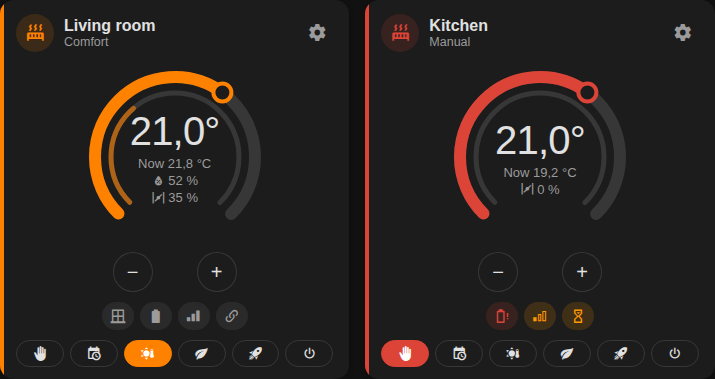 Living room
Comfort
21,0°
Now 21,8 °C
52 %
35 %
−
+
Kitchen
Manual
21,0°
Now 19,2 °C
0 %
−
+